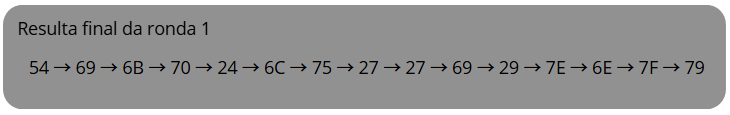 Resulta final da ronda 1
54 → 69 → 6B → 70 → 24 → 6C → 75 → 27 → 27 → 69 → 29 → 7E → 6E → 7F → 79